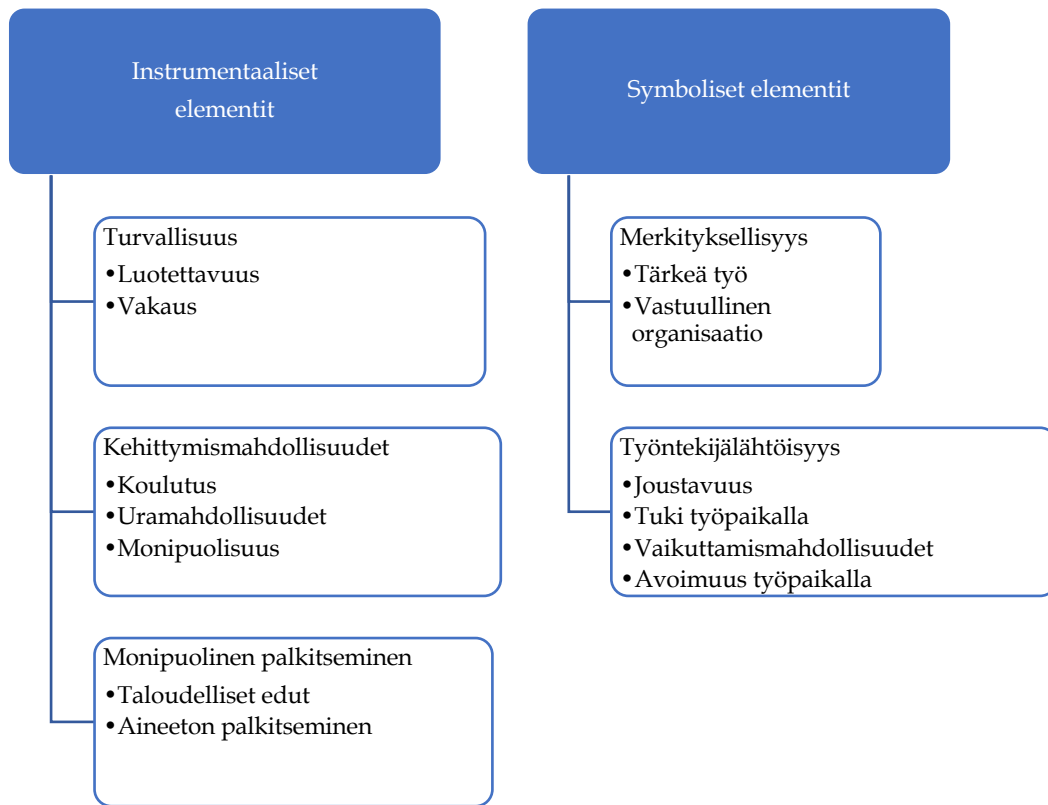 Instrumentaaliset
elementit
Turvallisuus
•Luotettavuus
•Vakaus
Kehittymismahdollisuudet
•Koulutus
•Uramahdollisuudet
•Monipuolisuus
Monipuolinen palkitseminen
•Taloudelliset edut
•Aineeton palkitseminen
Symboliset elementit
Merkityksellisyys
•Tärkeä työ
•Vastuullinen
organisaatio
Työntekijälähtöisyys
•Joustavuus
•Tuki työpaikalla
•Vaikuttamismahdollisuudet
•Avoimuus työpaikalla